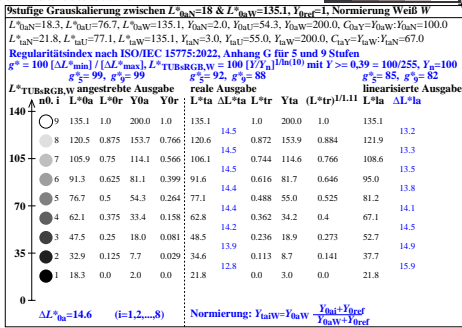 9stufige Grauskalierung zwischen L*0aN=18 & L*0aW=135.1, Y0ref=1, Normierung Weiß W
L*0aN=18.3, L*0aU=76.7, L*0aW=135.1, Y0aN=2.0, Y0aU=54.3, Y0aW=200.0, C0aY=Y0aW:Y0aN=100.0
L*taN=21.8, L*taU=77.1, L*taW=135.1, YtaN=3.0, YtaU=55.0, YtaW=200.0, CtaY=YtaW:YtaN=67.0
Regularitätsindex nach ISO/IEC 15775:2022, Anhang G für 5 und 9 Stufen
g* = 100 [ΔL*min] / [ΔL*max], L*TUBsRGB,W = 100 [Y/Yn]1/ln(10) mit Y >= 0,39 = 100/255, Yn=100
g*5= 99, g*9= 99 g*5= 92, g*9= 88 g*5= 85, g*9= 82
L*TUBsRGB,W angestrebte Ausgabe reale Ausgabe linearisierte Ausgabe
n0. i L*0a L*0r Y0a Y0r L*ta ΔL*ta L*tr Yta (L*tr)1/1.11 L*la ΔL*la
140
9 135.1 1.0 200.0 1.0 135.1 1.0 200.0 1.0 135.1
14.5 13.2
8 120.5 0.875 153.7 0.766 120.6 0.872 153.9 0.884 121.9
14.5 13.3
105
7 105.9 0.75 114.1 0.566 106.1 0.744 114.6 0.766 108.6
14.5 13.5
6 91.3 0.625 81.1 0.399 91.6 0.616 81.7 0.646 95.0
14.5 13.8
5 76.7 0.5 54.3 0.264 77.1 0.488 55.0 0.525 81.2
70
14.5 14.1
4 62.1 0.375 33.4 0.158 62.8 0.362 34.2 0.4 67.1
14.2 14.5
3 47.5 0.25 18.0 0.081 48.5 0.236 18.9 0.273 52.7
13.9 14.9
35
2 32.9 0.125 7.7 0.029 34.6 0.113 8.7 0.141 37.7
12.8 15.9
1 18.3 0.0 2.0 0.0 21.8 0.0 3.0 0.0 21.8
0
ΔL*0a=14.6 (i=1,2,...,8) Normierung: YtaiW=Y0aW Y0ai+Y0ref
Y0aW+Y0ref